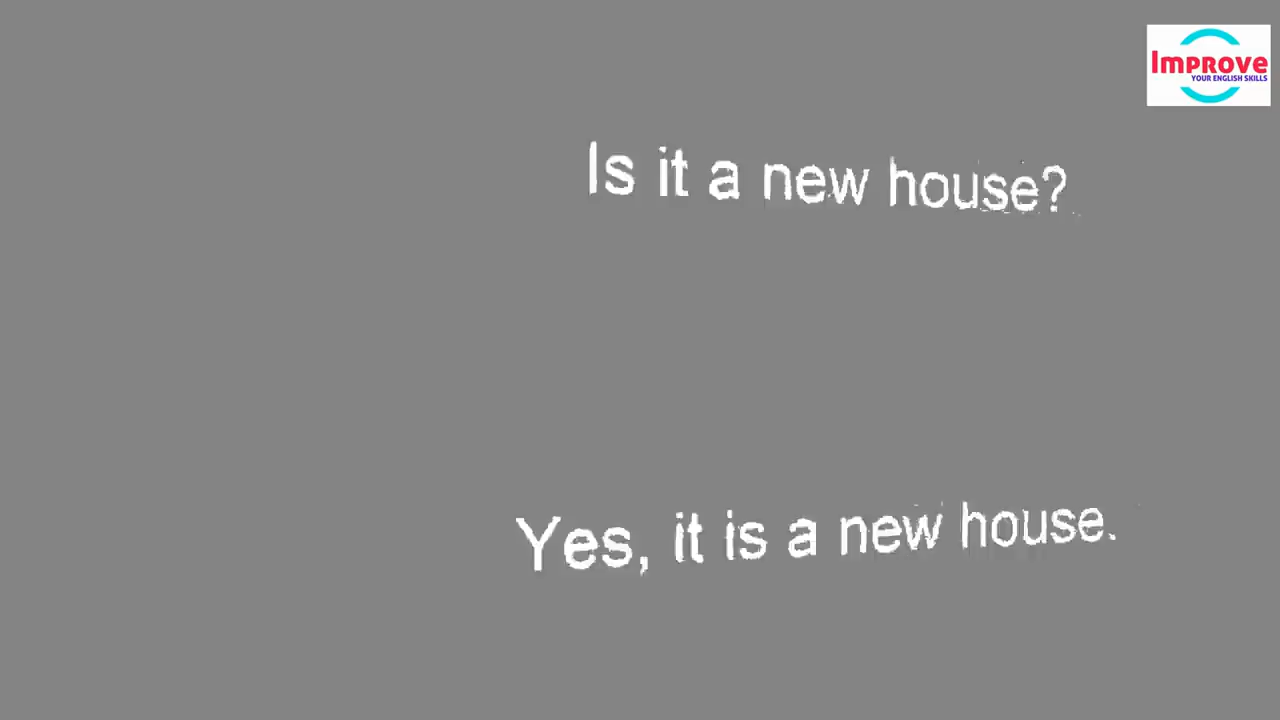 Improve
YOUR ENGLISH SKILLS
Is it a new house?
Yes, it is a new house.